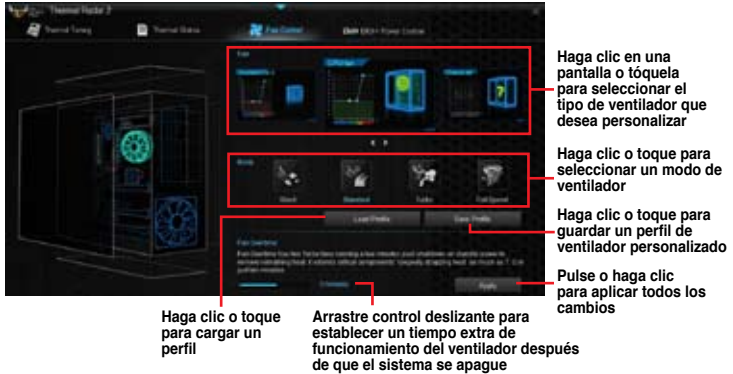 Thermal Radar 2
Thermal Tuning
Thermal Status
Fan Control
DIGI+ Power Control
Fan
Mode
Silent
Standard
Turbo
Full Speed
Load Profile
Save Profile
Fan Overtime
Apply
Haga clic en una
pantalla o tóquela
para seleccionar el
tipo de ventilador que
desea personalizar
Haga clic o toque para
seleccionar un modo de
ventilador
Haga clic o toque para
guardar un perfil de
ventilador personalizado
Pulse o haga clic
para aplicar todos los
cambios
Haga clic o toque
para cargar un
perfil
Arrastre control deslizante para
establecer un tiempo extra de
funcionamiento del ventilador después
de que el sistema se apague